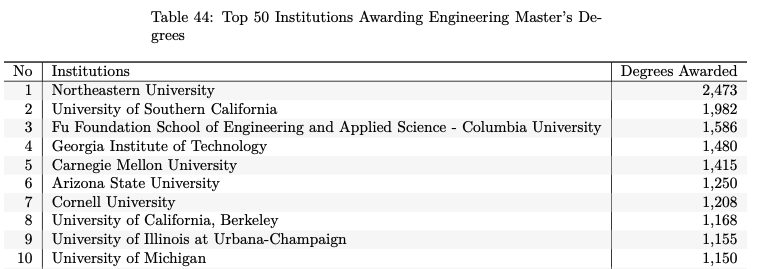 Table 44: Top 50 Institutions Awarding Engineering Master's De-
grees
No Institutions Degrees Awarded
1 Northeastern University 2,473
2 University of Southern California 1,982
3 Fu Foundation School of Engineering and Applied Science - Columbia University 1,586
4 Georgia Institute of Technology 1,480
5 Carnegie Mellon University 1,415
6 Arizona State University 1,250
7 Cornell University 1,208
8 University of California, Berkeley 1,168
9 University of Illinois at Urbana-Champaign 1,155
10 University of Michigan 1,150